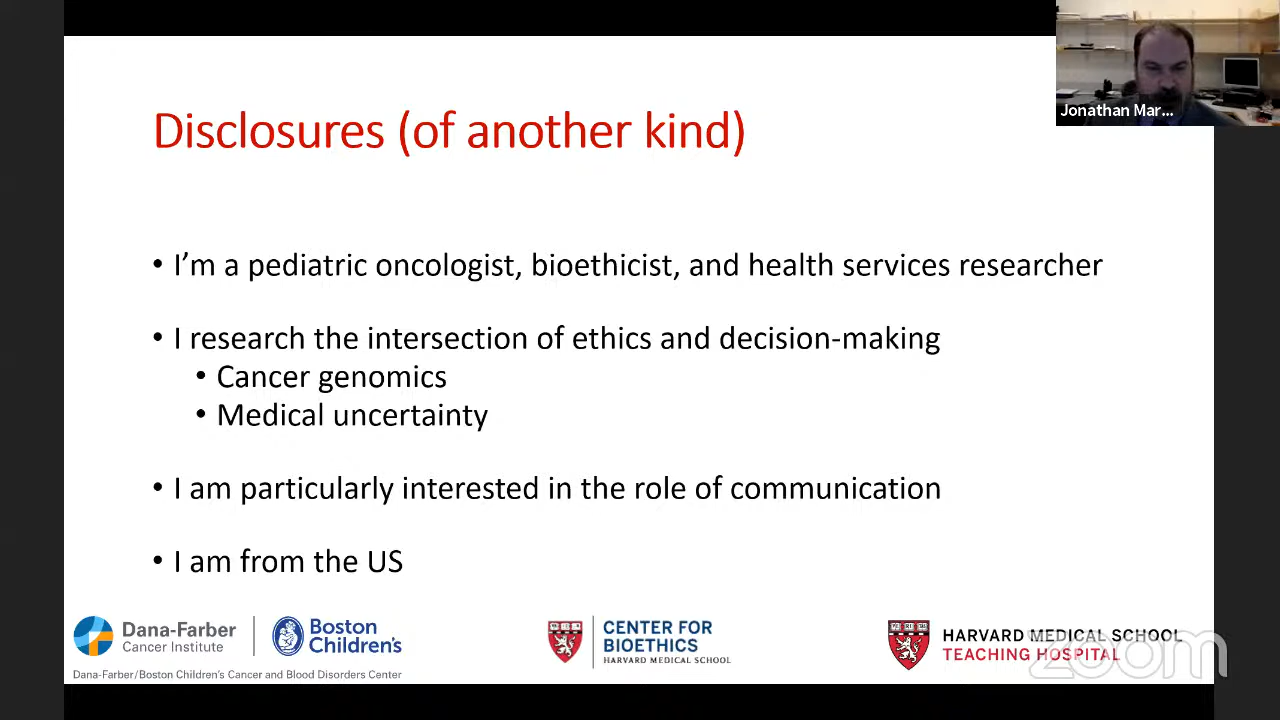 Jonathan Mar...
Disclosures (of another kind)
• I'm a pediatric oncologist, bioethicist, and health services researcher
• I research the intersection of ethics and decision-making
• Cancer genomics
• Medical uncertainty
• I am particularly interested in the role of communication
• I am from the US
Dana-Farber
Cancer Institute
Boston
Children's
Dana-Farber/Boston Children's Cancer and Blood Disorders Center
CENTER FOR
BIOETHICS
HARVARD MEDICAL SCHOOL
HARVARD MEDICAL SCHOOL
TEACHING HOSPITAL
zoom